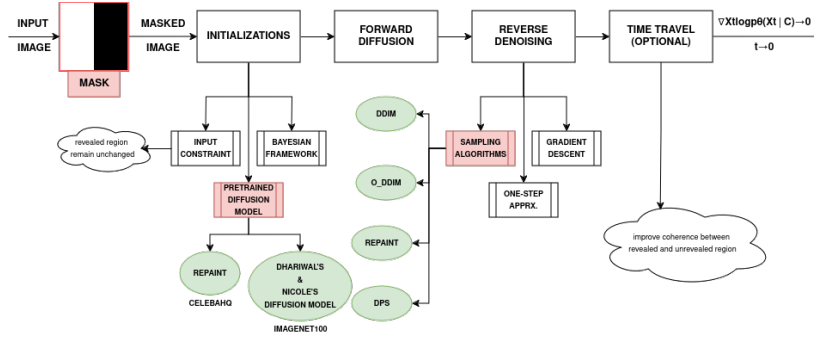 INPUT
IMAGE
MASK
MASKED
IMAGE
INITIALIZATIONS
FORWARD
DIFFUSION
REVERSE
DENOISING
TIME TRAVEL
(OPTIONAL)
∇Xtlogpθ(Xt | C)→0
t→0
revealed region
remain unchanged
INPUT
CONSTRAINT
BAYESIAN
FRAMEWORK
PRETRAINED
DIFFUSION
MODEL
REPAINT
CELEBAHQ
DHARIWAL'S
&
NICOLE'S
DIFFUSION MODEL
IMAGENET100
DDIM
O_DDIM
REPAINT
DPS
SAMPLING
ALGORITHMS
GRADIENT
DESCENT
ONE-STEP
APPRX.
improve coherence between
revealed and unrevealed region